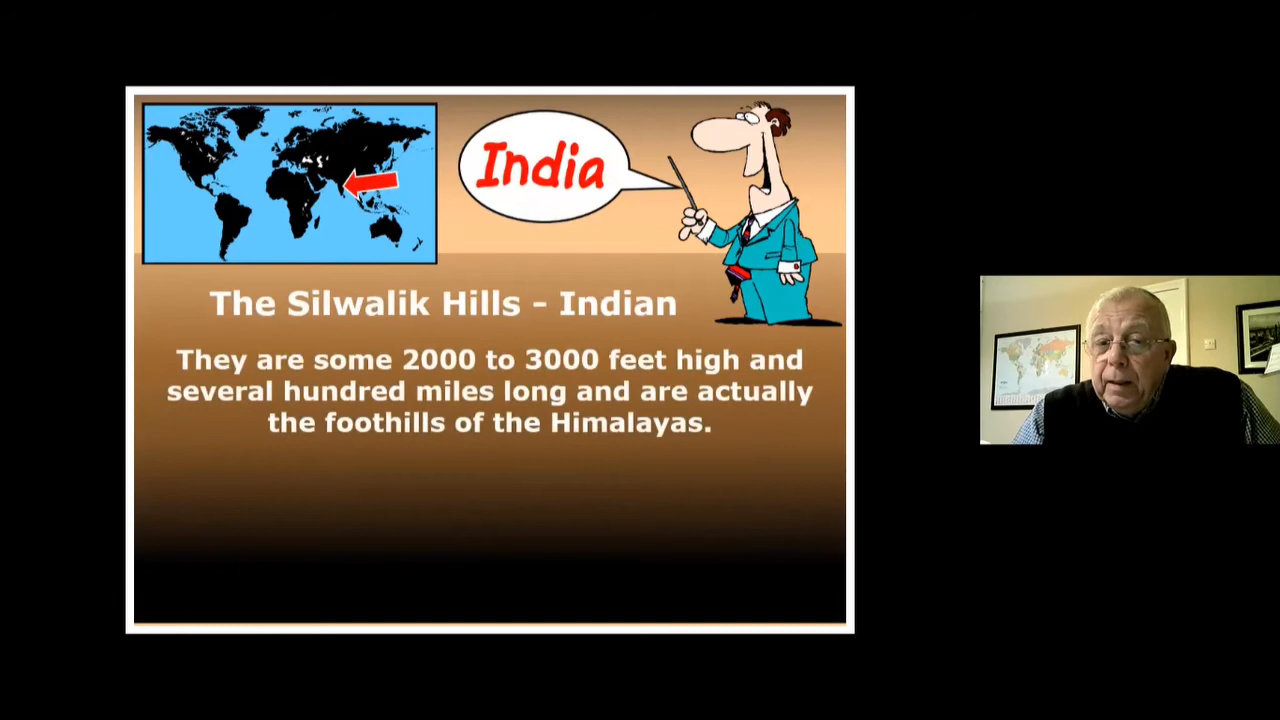 India
The Silwalik Hills - Indian
They are some 2000 to 3000 feet high and
several hundred miles long and are actually
the foothills of the Himalayas.